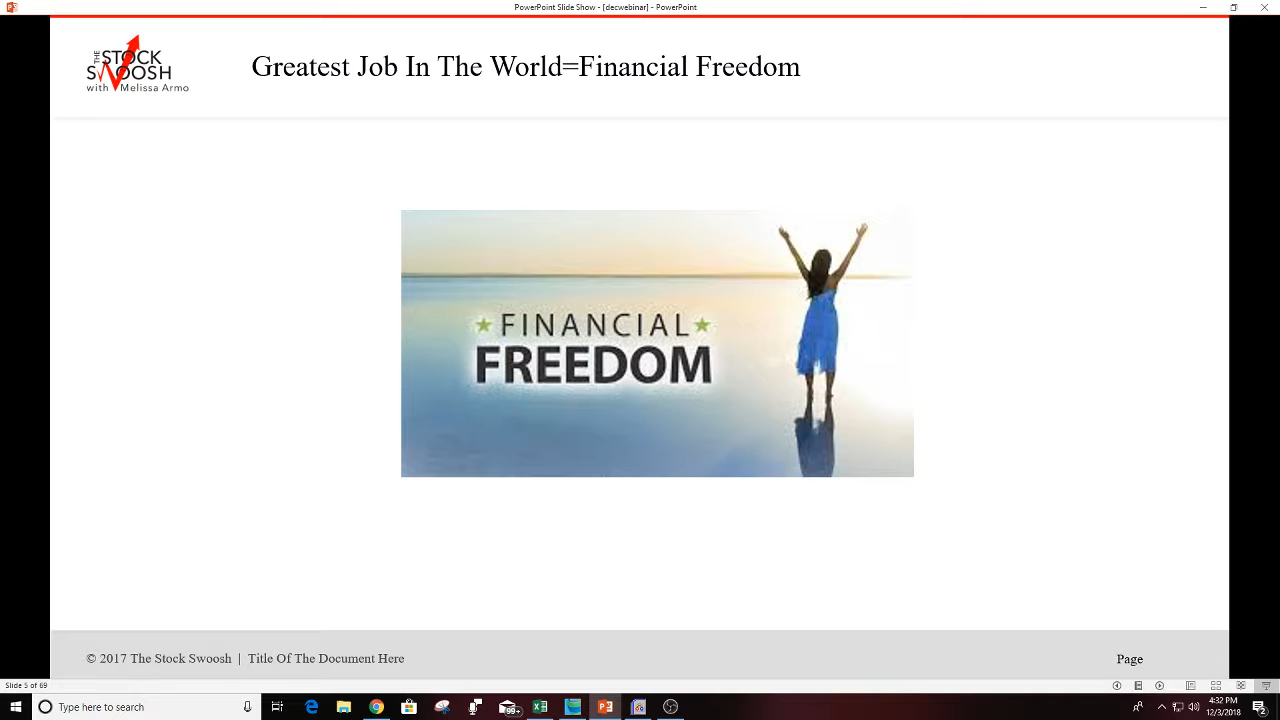 PowerPoint Slide Show - [decwebinar] - PowerPoint
THE STOCK
SWOOSH
with Melissa Armo
Greatest Job In The World=Financial Freedom
FINANCIAL
FREEDOM
© 2017 The Stock Swoosh | Title Of The Document Here
Page
Slide 5 of 69
Type here to search
99+
4:32 PM
12/3/2018
2